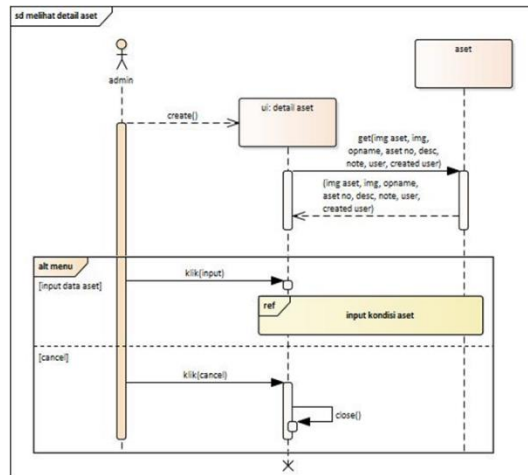 sd melihat detail aset
admin
aset
create()
ui: detail aset
get(img aset, img,
opname, aset no, desc,
note, user, created user)
(img aset, img, opname,
aset no, desc, note, user,
created user)
alt menu
[input data aset]
klik(input)
ref
input kondisi aset
[cancel]
klik(cancel)
close()